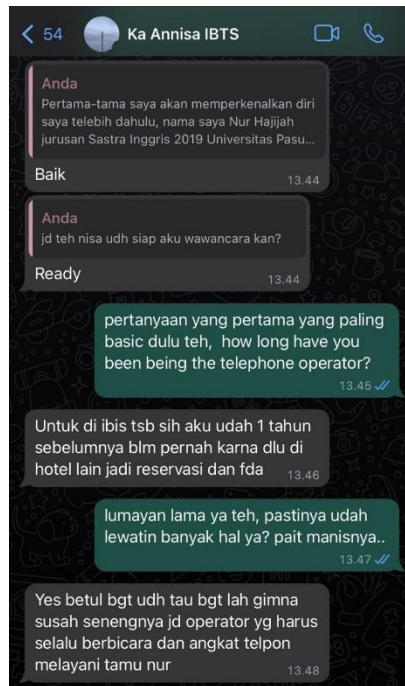 54
Ka Annisa IBTS
Anda
Pertama-tama saya akan memperkenalkan diri
saya telebih dahulu, nama saya Nur Hajijah
jurusan Sastra Inggris 2019 Universitas Pasu...
Baik
13.44
Anda
jd teh nisa udh siap aku wawancara kan?
Ready
13.44
pertanyaan yang pertama yang paling
basic dulu teh, how long have you
been being the telephone operator?
13.45
Untuk di ibis tsb sih aku udah 1 tahun
sebelumnya blm pernah karna dlu di
hotel lain jadi reservasi dan fda
13.46
lumayan lama ya teh, pastinya udah
lewatin banyak hal ya? pait manisnya..
13.47
Yes betul bgt udh tau bgt lah gimna
susah senengnya jd operator yg harus
selalu berbicara dan angkat telpon
melayani tamu nur
13.48